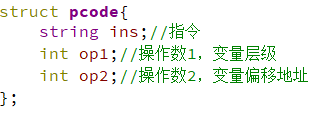 struct pcode{
string ins;//指令
int op1;//操作数1，变量层级
int op2;//操作数2，变量偏移地址
};